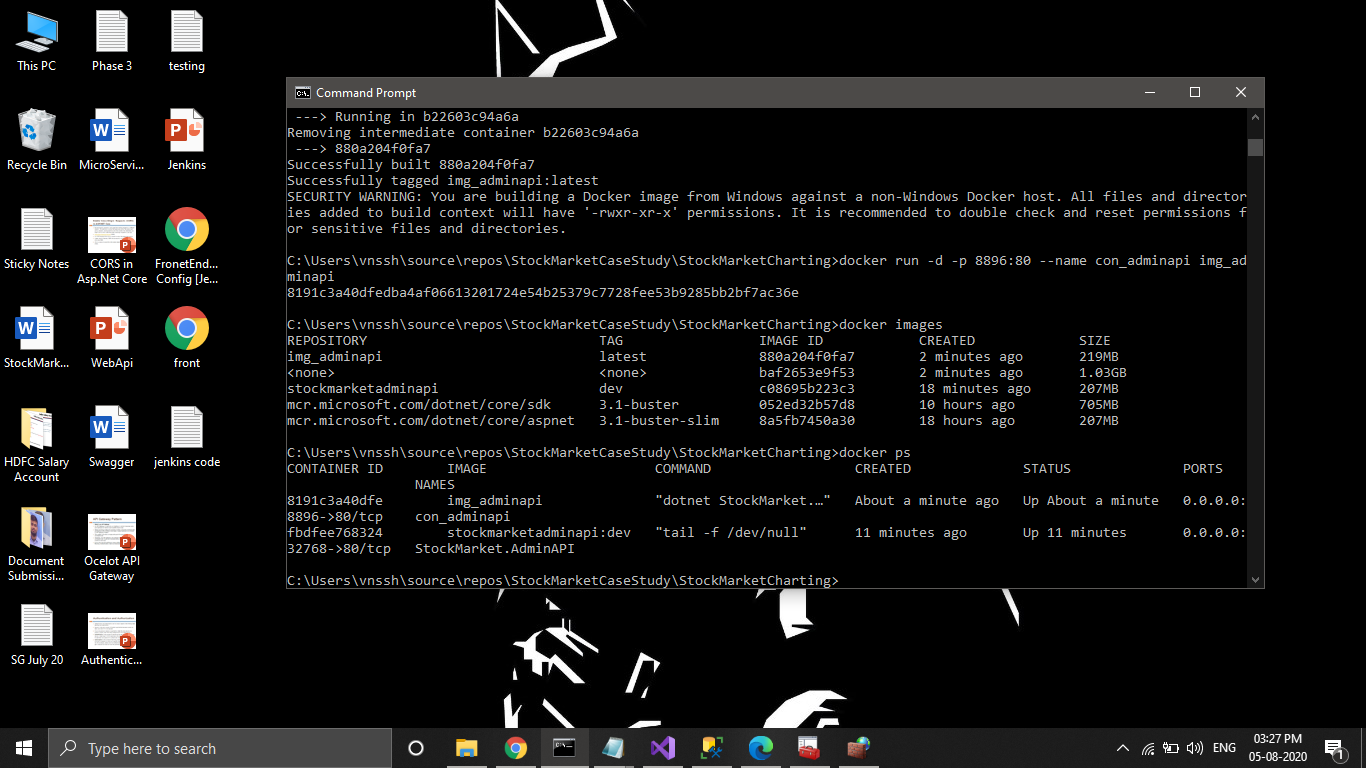 This PC
Phase 3
testing
Recycle Bin
MicroServi...
Jenkins
Sticky Notes
CORS in
Asp.Net Core
FronetEnd...
Config [Je...
StockMark...
WebApi
front
HDFC Salary
Account
Swagger
jenkins code
Document
Submissi...
Ocelot API
Gateway
SG July 20
Authentic...
Command Prompt
---> Running in b22603c94a6a
Removing intermediate container b22603c94a6a
---> 880a204f0fa7
Successfully built 880a204f0fa7
Successfully tagged img_adminapi:latest
SECURITY WARNING: You are building a Docker image from Windows against a non-Windows Docker host. All files and director
ies added to build context will have '-rwxr-xr-x' permissions. It is recommended to double check and reset permissions f
or sensitive files and directories.
C:\Users\vnssh\source\repos\StockMarketCaseStudy\StockMarketCharting>docker run -d -p 8896:80 --name con_adminapi img_ad
minapi
8191c3a40dfedba4af06613201724e54b25379c7728fee53b9285bb2bf7ac36e
C:\Users\vnssh\source\repos\StockMarketCaseStudy\StockMarketCharting>docker images
REPOSITORY TAG IMAGE ID CREATED SIZE
img_adminapi latest 880a204f0fa7 2 minutes ago 219MB
<none> <none> baf2653e9f53 2 minutes ago 1.03GB
stockmarketadminapi dev c08695b223c3 18 minutes ago 207MB
mcr.microsoft.com/dotnet/core/sdk 3.1-buster 052ed32b57d8 10 hours ago 705MB
mcr.microsoft.com/dotnet/core/aspnet 3.1-buster-slim 8a5fb7450a30 18 hours ago 207MB
C:\Users\vnssh\source\repos\StockMarketCaseStudy\StockMarketCharting>docker ps
CONTAINER ID IMAGE COMMAND CREATED STATUS PORTS
NAMES
8191c3a40dfe img_adminapi "dotnet StockMarket.…" About a minute ago Up About a minute 0.0.0.0:
8896->80/tcp con_adminapi
fbdfee768324 stockmarketadminapi:dev "tail -f /dev/null" 11 minutes ago Up 11 minutes 0.0.0.0:
32768->80/tcp StockMarket.AdminAPI
C:\Users\vnssh\source\repos\StockMarketCaseStudy\StockMarketCharting>
Type here to search
ENG
03:27 PM
05-08-2020
1